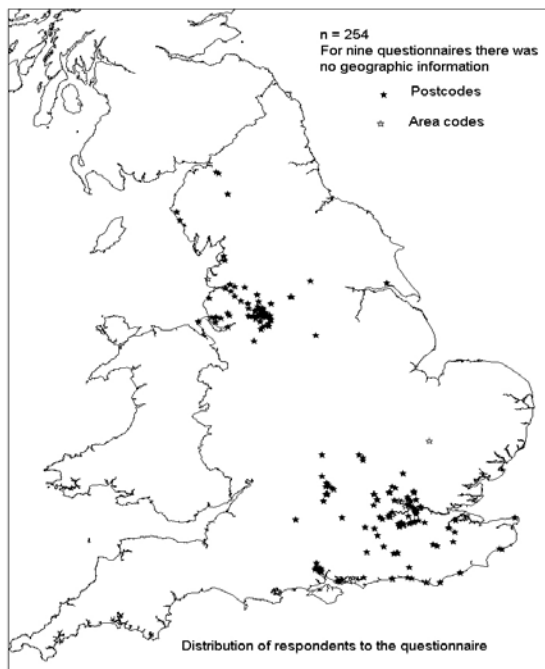 n = 254
For nine questionnaires there was
no geographic information
Postcodes
Area codes
Distribution of respondents to the questionnaire